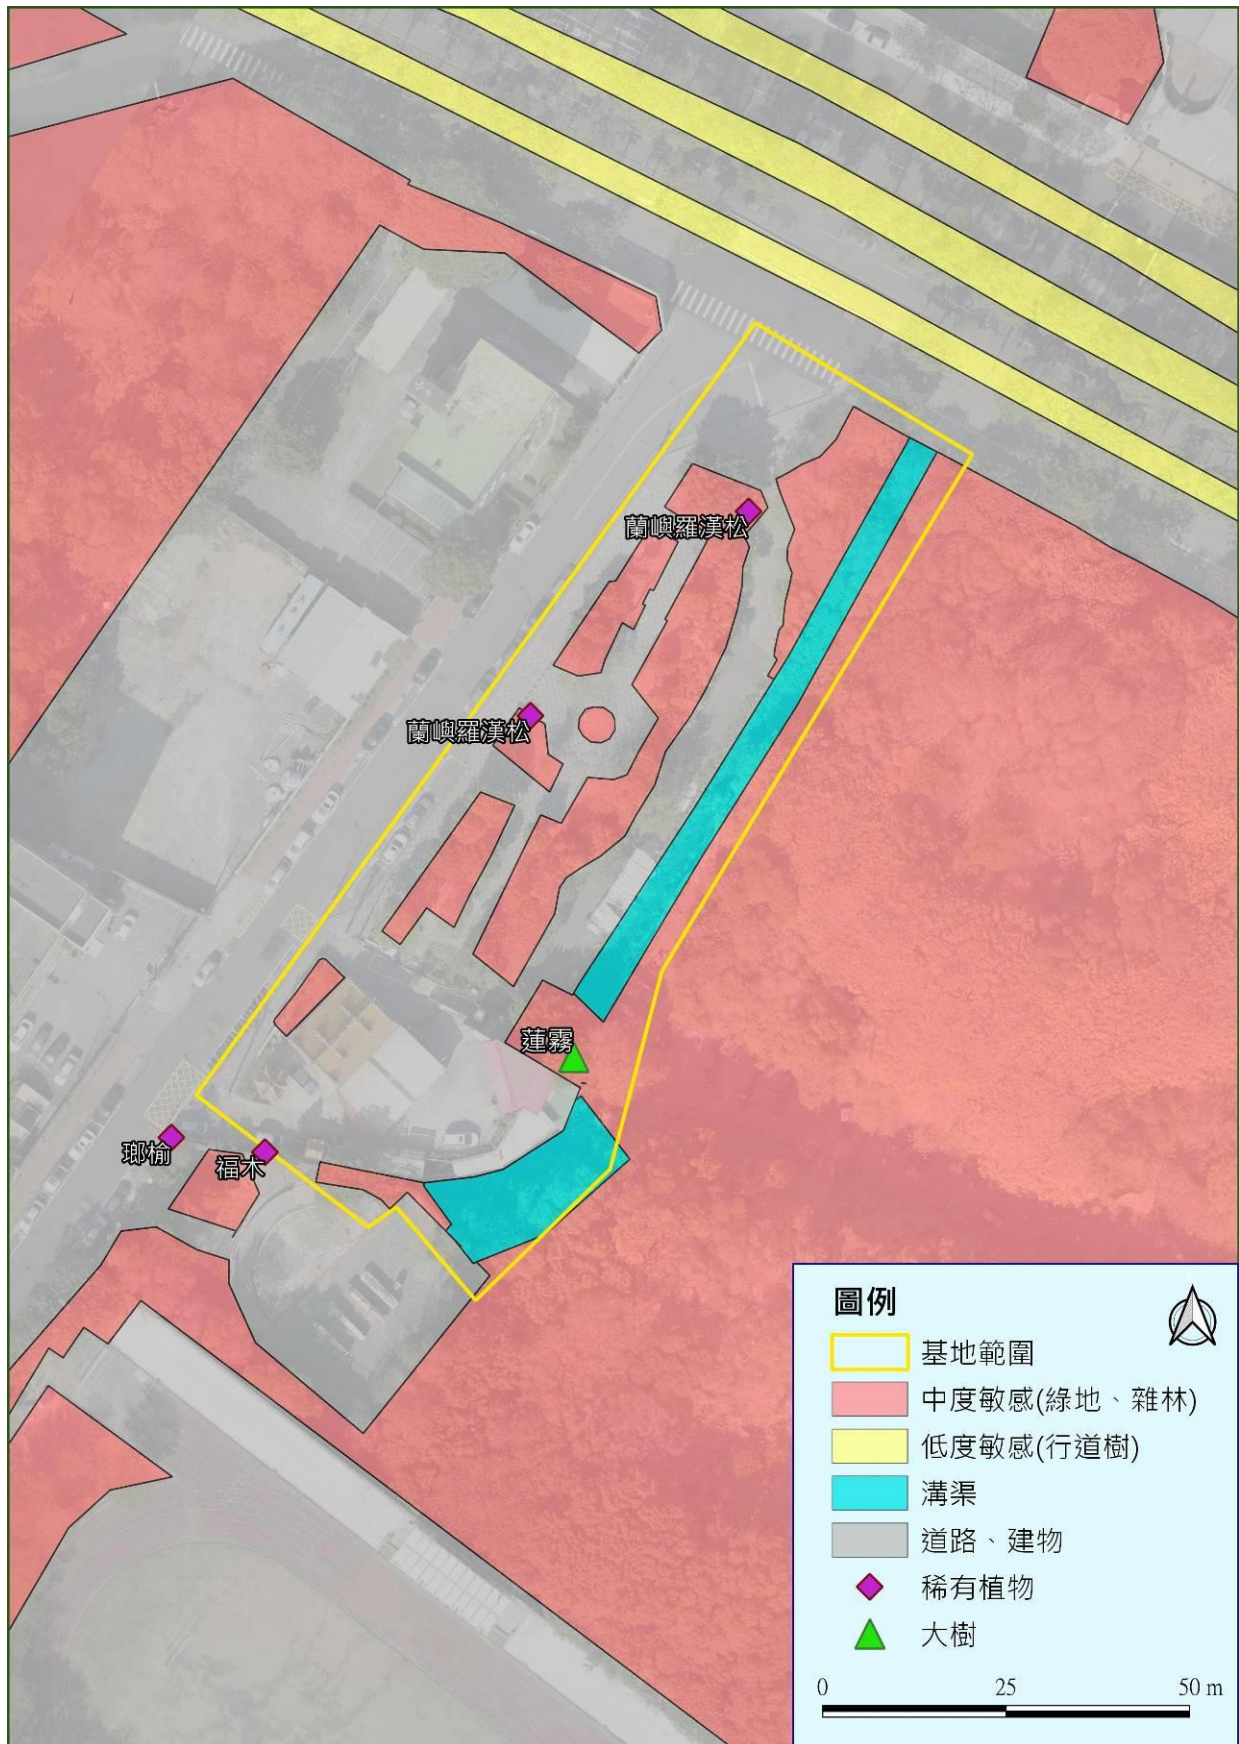 蘭嶼羅漢松
蘭嶼羅漢松
蓮霧
瑯榆
福木
圖例
基地範圍
中度敏感(綠地、雜林)
低度敏感(行道樹)
溝渠
道路、建物
稀有植物
大樹
0 25 50 m